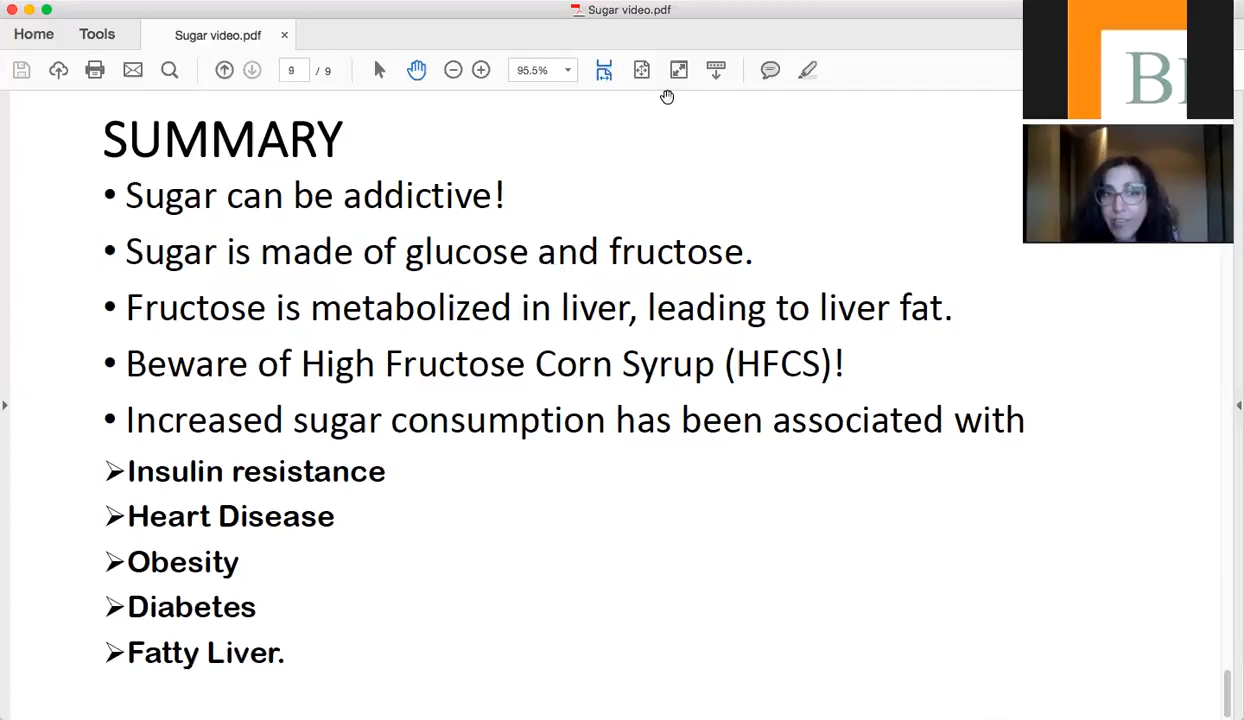 Sugar video.pdf
Home
Tools
Sugar video.pdf
9 / 9
95.5%
SUMMARY
• Sugar can be addictive!
• Sugar is made of glucose and fructose.
• Fructose is metabolized in liver, leading to liver fat.
• Beware of High Fructose Corn Syrup (HFCS)!
• Increased sugar consumption has been associated with
➢Insulin resistance
➢Heart Disease
➢Obesity
➢Diabetes
➢Fatty Liver.